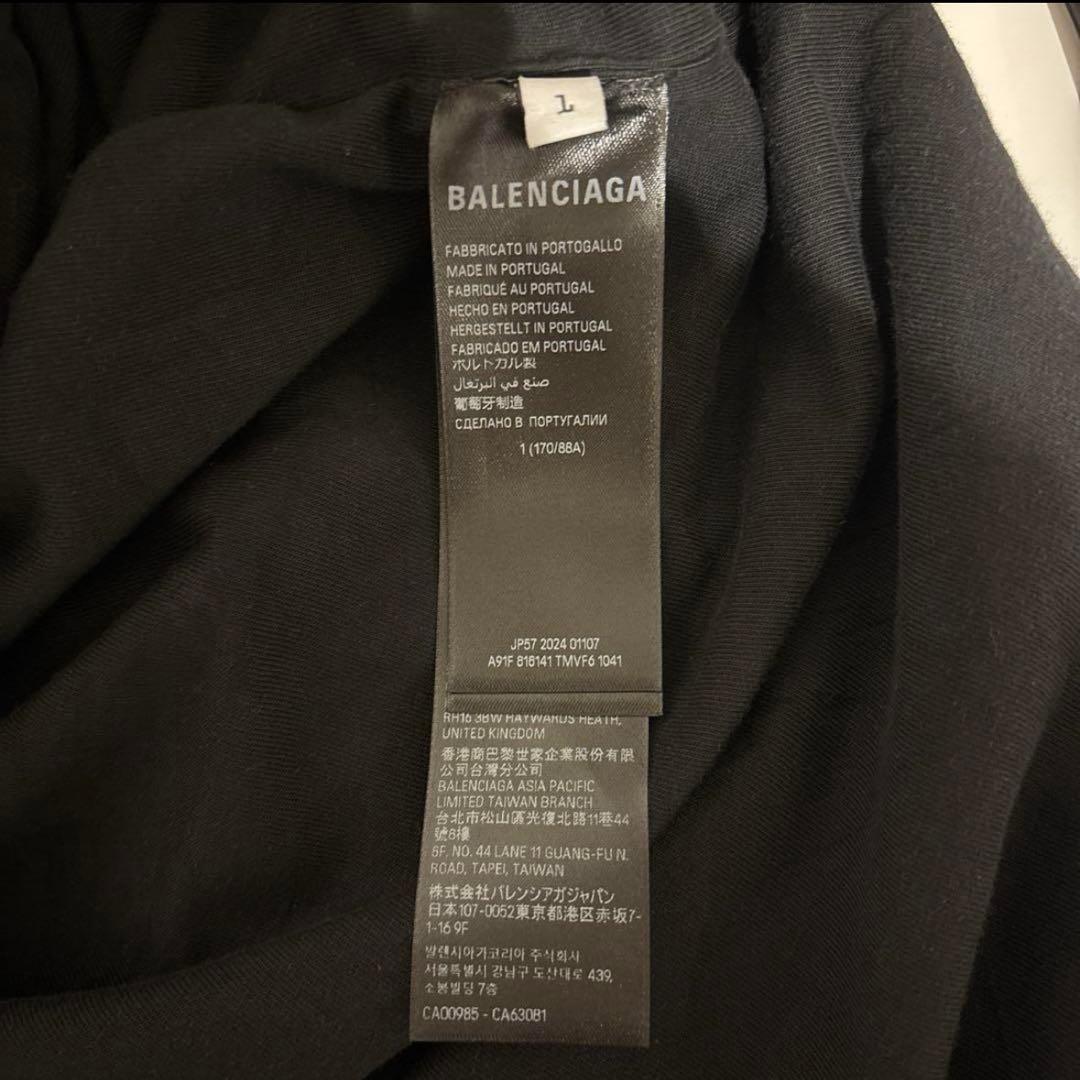 1
BALENCIAGA
FABBRICATO IN PORTOGALLO
MADE IN PORTUGAL
FABRIQUÉ AU PORTUGAL
HECHO EN PORTUGAL
HERGESTELLT IN PORTUGAL
FABRICADO EM PORTUGAL
ポルトカル製
صنع في البرتغال
葡萄牙制造
СДЕЛАНО В ПОРТУГАЛИИ
1 (170/88A)
JP57 2024 01107
A91F 818141 TMVF6 1041
RH16 3BW HAYWARDS HEATH,
UNITED KINGDOM
香港商巴黎世家企業股份有限
公司台灣分公司
BALENCIAGA ASIA PACIFIC
LIMITED TAIWAN BRANCH
台北市松山區光復北路11巷44
號8樓
8F, NO. 44 LANE 11 GUANG-FU N.
ROAD, TAPEI, TAIWAN
株式会社バレンシアガジャパン
日本107-0052東京都港区赤坂7-
1-16 9F
발렌시아가코리아 주식회사
서울특별시 강남구 도산대로 439,
소봉빌딩 7층
CA00985 - CA63081